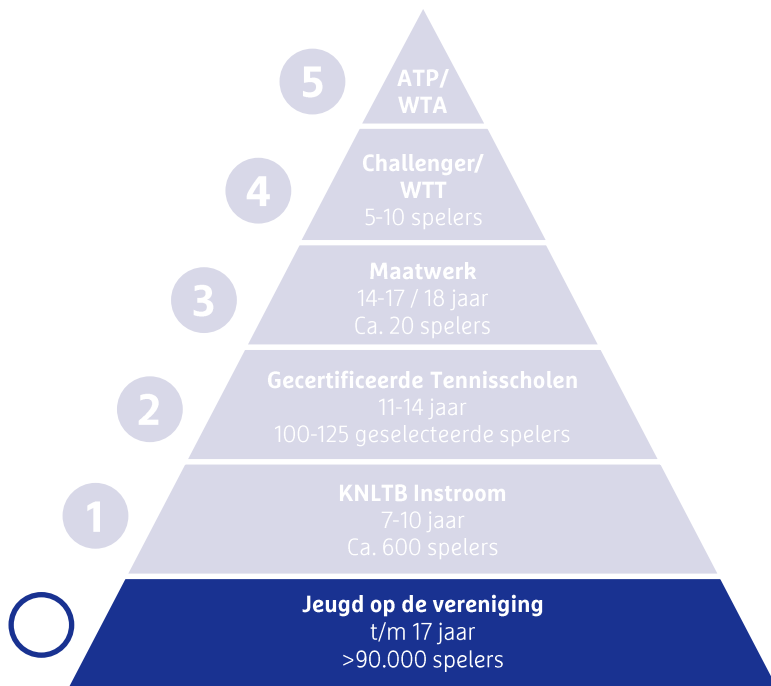 5
ATP/
WTA
4
Challenger/
WTT
5-10 spelers
3
Maatwerk
14-17 / 18 jaar
Ca. 20 spelers
2
Gecertificeerde Tennisscholen
11-14 jaar
100-125 geselecteerde spelers
1
KNLTB Instroom
7-10 jaar
Ca. 600 spelers
Jeugd op de vereniging
t/m 17 jaar
>90.000 spelers